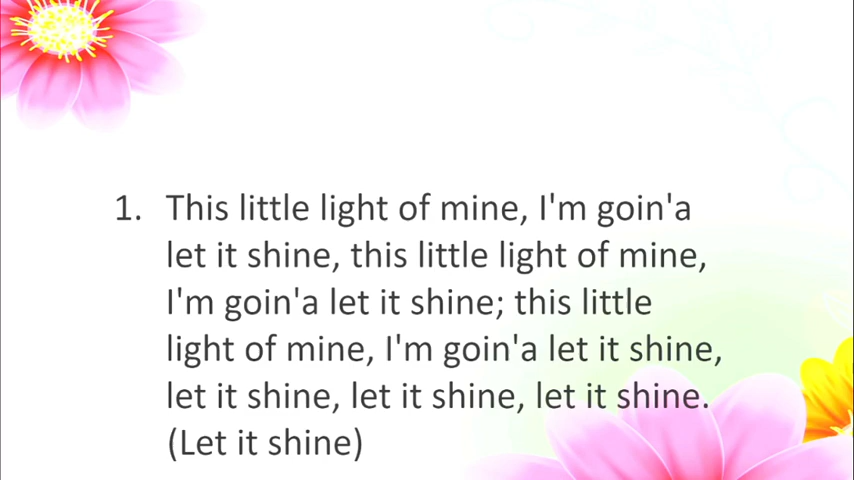 1. This little light of mine, I'm goin'a
let it shine, this little light of mine,
I'm goin'a let it shine; this little
light of mine, I'm goin'a let it shine,
let it shine, let it shine, let it shine.
(Let it shine)